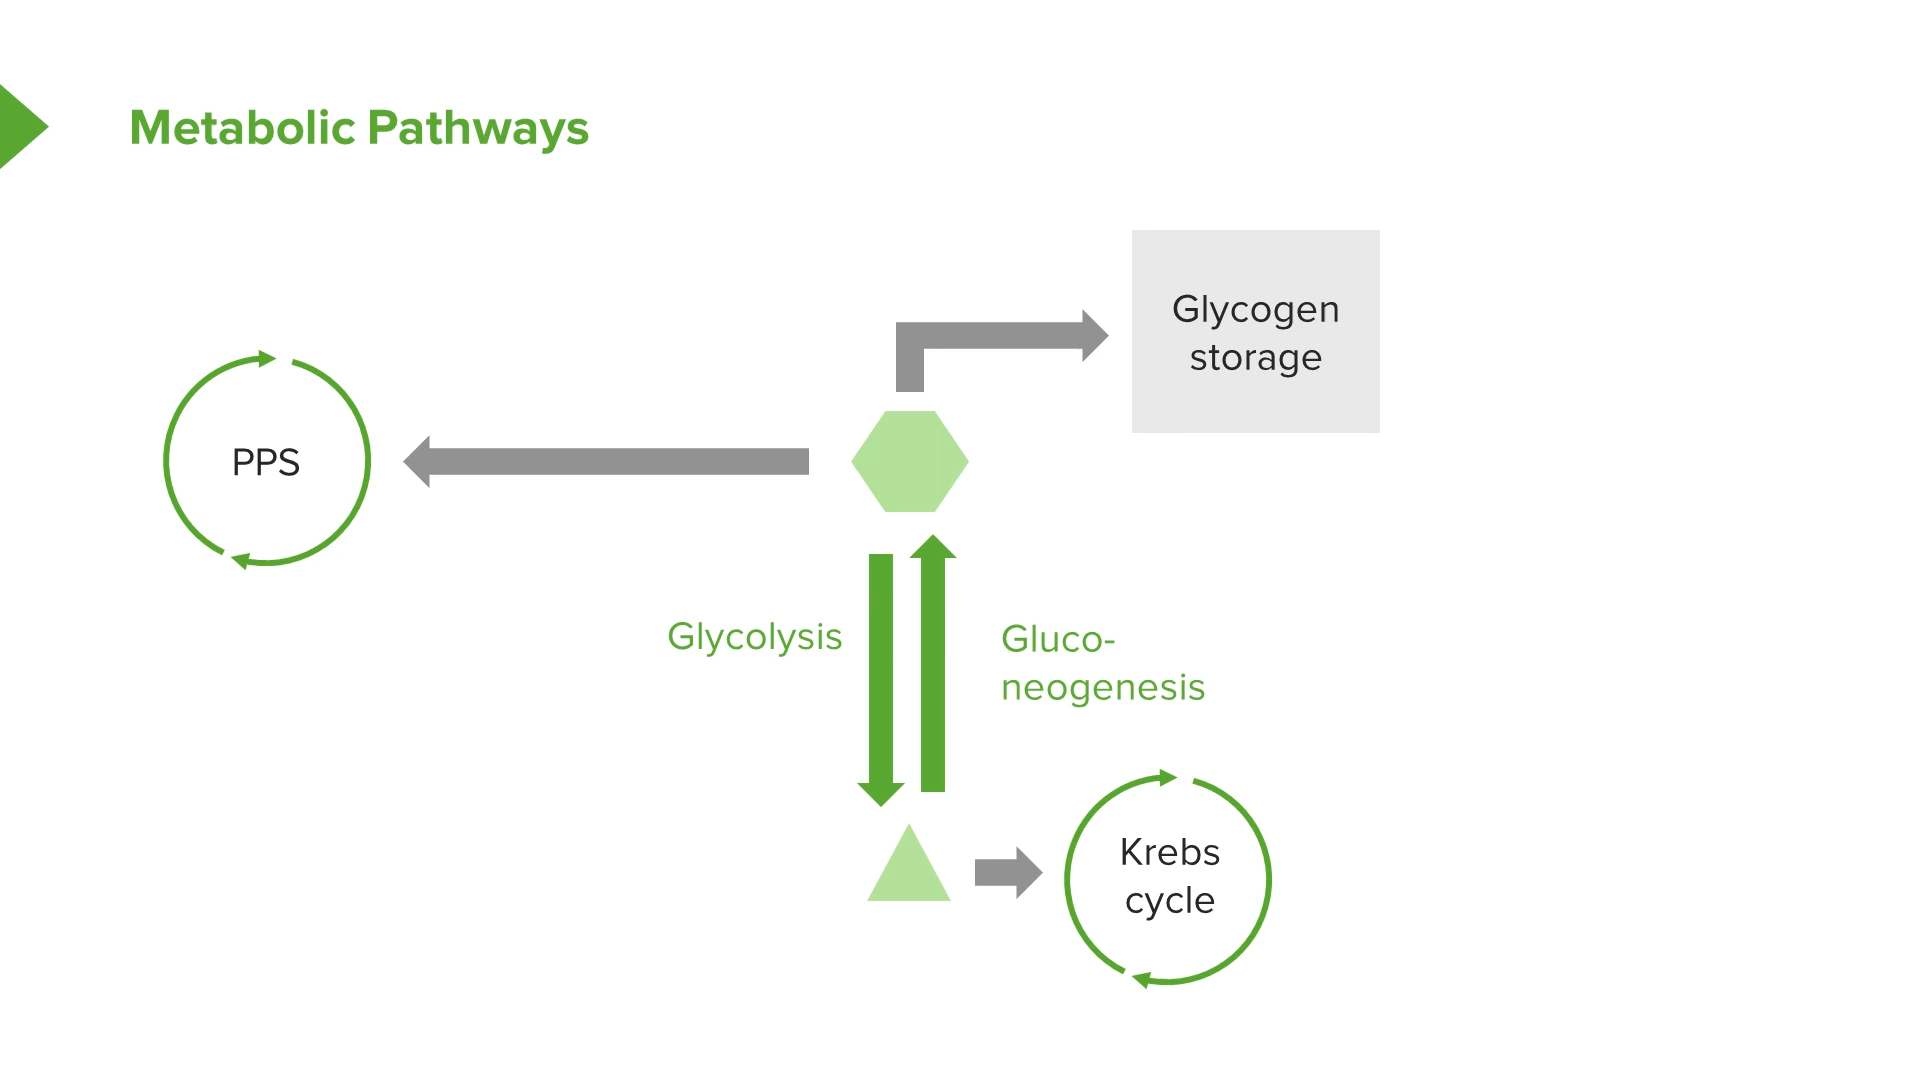 Metabolic Pathways
Glycogen
storage
PPS
Glycolysis
Gluco-
neogenesis
Krebs
cycle